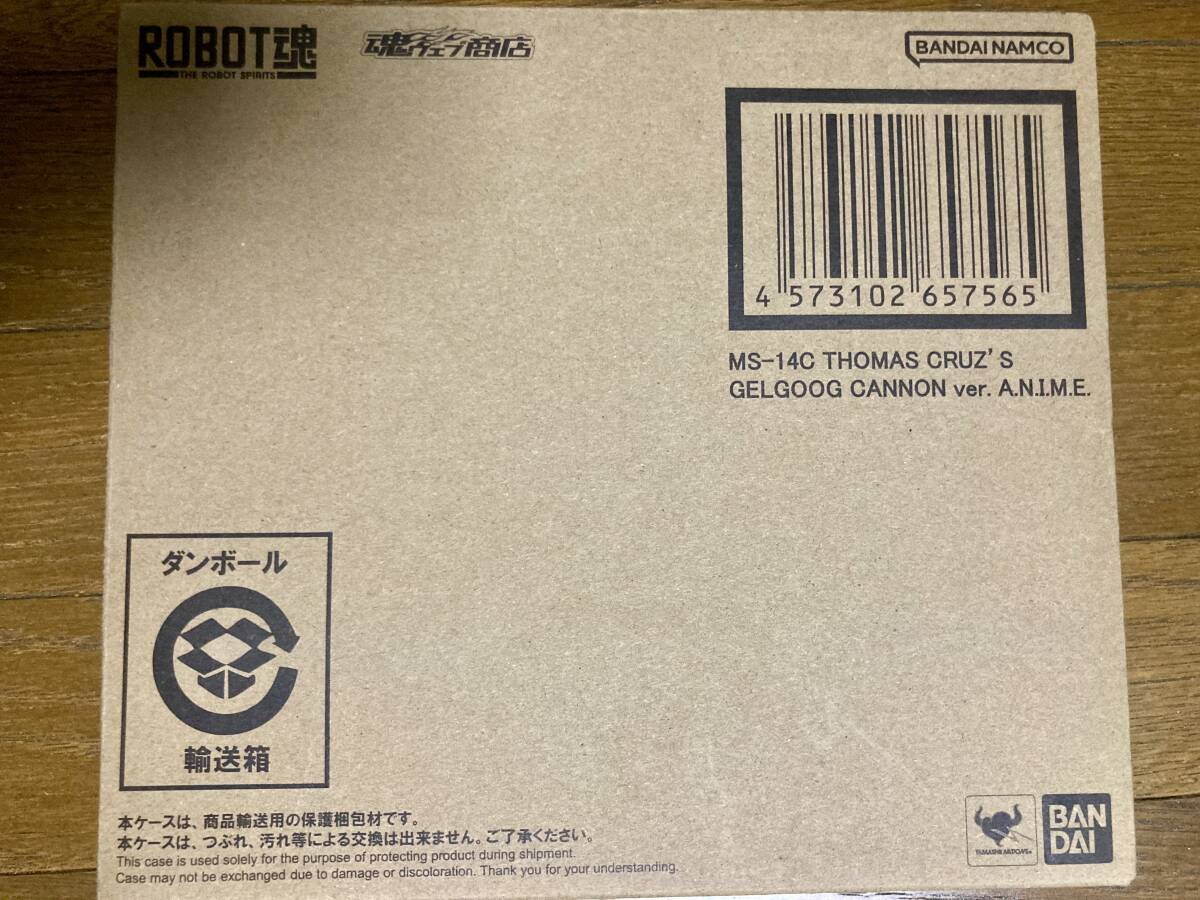 ROBOT魂
THE ROBOT SPIRITS
魂ウェブ商店
BANDAI NAMCO
4 573102 657565
MS-14C THOMAS CRUZ'S
GELGOOG CANNON ver. A.N.I.M.E.
ダンボール
輸送箱
本ケースは、商品輸送用の保護梱包材です。
本ケースは、つぶれ、汚れ等による交換は出来ません。ご了承ください。
This case is used solely for the purpose of protecting product during shipment.
Case may not be exchanged due to damage or discoloration. Thank you for your understanding.
TAMASHII NATIONS
BAN
DAI